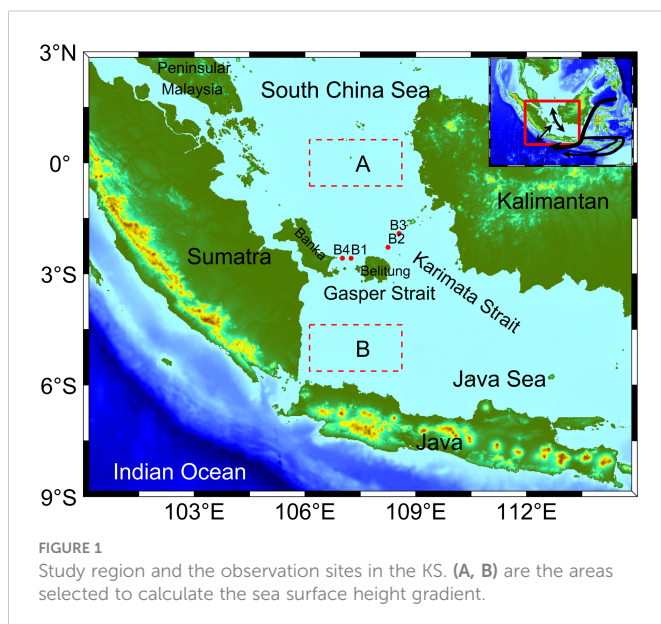 3°N
Peninsular
Malaysia
South China Sea
0°
A
Kalimantan
B3
B2
Banka
B4 B1
Sumatra
Belitung
Karimata Strait
3°S
Gasper Strait
B
6°S
Java Sea
Java
Indian Ocean
9°S
103°E 106°E 109°E 112°E
FIGURE 1
Study region and the observation sites in the KS. (A, B) are the areas
selected to calculate the sea surface height gradient.